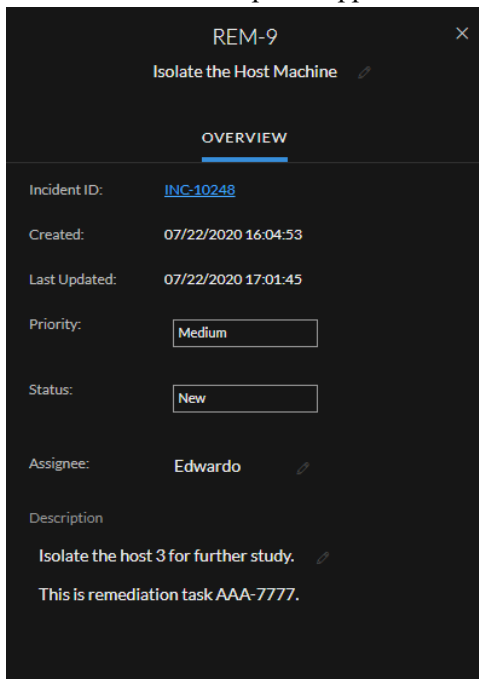 REM-9
Isolate the Host Machine
OVERVIEW
Incident ID: INC-10248
Created: 07/22/2020 16:04:53
Last Updated: 07/22/2020 17:01:45
Priority: Medium
Status: New
Assignee: Edwardo
Description
Isolate the host 3 for further study.
This is remediation task AAA-7777.